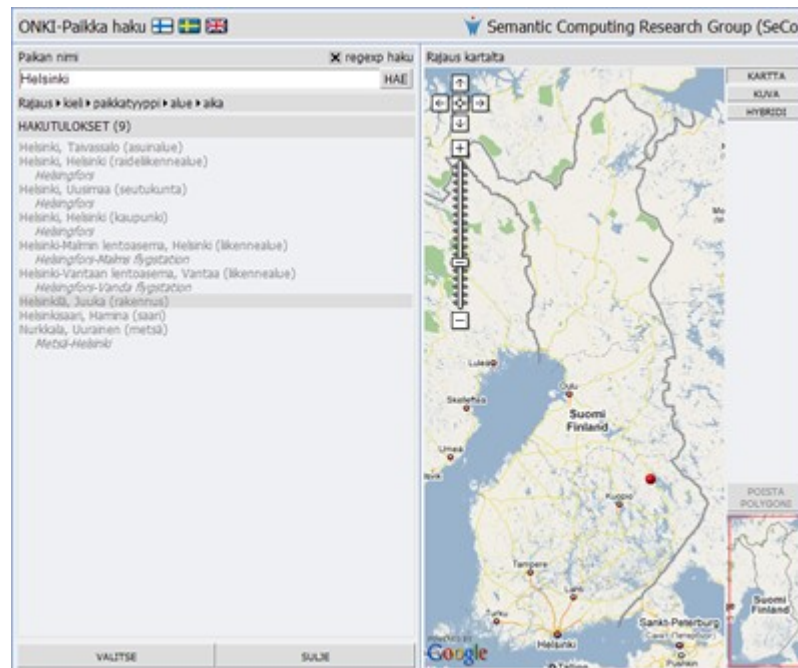 ONKI-Paikka haku
Semantic Computing Research Group (SeCo
Paikan nimi
regexp haku
Helsinki
HAE
Rajaus kieli paikkatyyppi alue aika
HAKUTULOKSET (9)
Helsinki, Taivassalo (asuinalue)
Helsinki, Helsinki (raideliikennealue)
Helsingfors
Helsinki, Uusimaa (seutukunta)
Helsingfors
Helsinki, Helsinki (kaupunki)
Helsingfors
Helsinki-Malmin lentoasema, Helsinki (liikennealue)
Helsingfors-Malms flygstation
Helsinki-Vantaan lentoasema, Vantaa (liikennealue)
Helsingfors-Vanda flygstation
Helsinkilä, Juuka (rakennus)
Helsinkisaari, Hamina (saari)
Nurkkala, Uurainen (metsä)
Metsä-Helsinki
VALITSE
SULJE
Rajaus kartalta
KARTTA
KUVA
HYBRIDI
Luleå
Oulu
Skellefteå
Suomi
Finland
Umeå
Kuopio
Tampere
Lahti
Turku
Helsinki
Sankt-Peterburg
Pushkin
Tallinn
POWERED BY
Google
POISTA
POLYGONI
Suomi
Finland